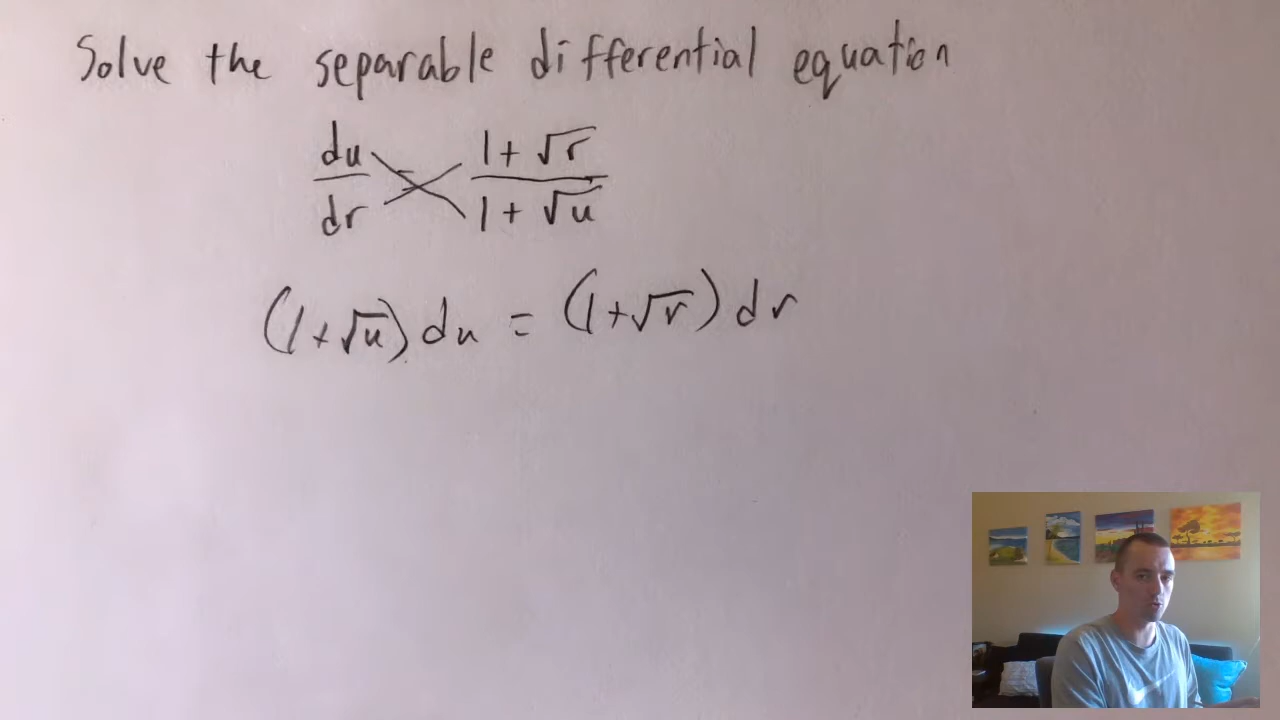 Solve the separable differential equation
du/dr = (1 + √r)/(1 + √u)
(1+√u) du = (1+√r) dr